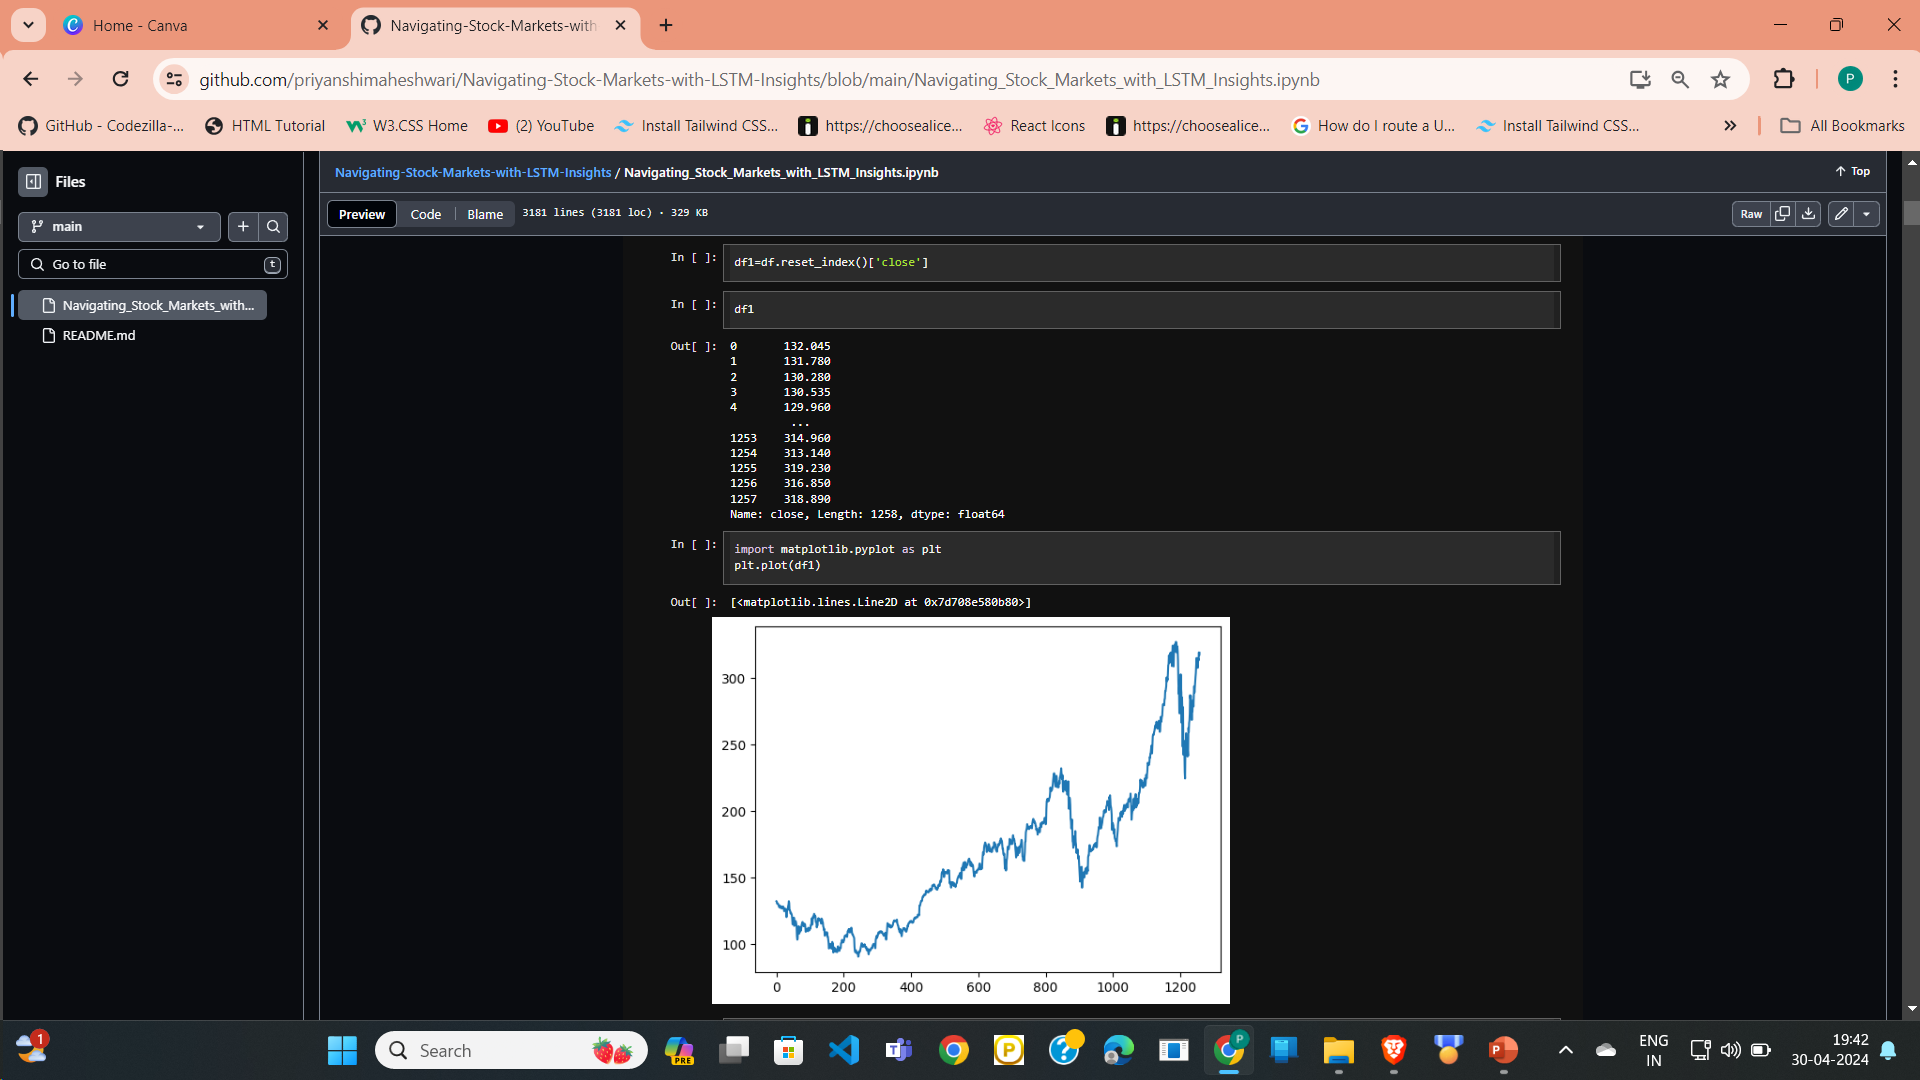 Home - Canva
Navigating-Stock-Markets-with
github.com/priyanshimaheshwari/Navigating-Stock-Markets-with-LSTM-Insights/blob/main/Navigating_Stock_Markets_with_LSTM_Insights.ipynb
P
GitHub - Codezilla-...
HTML Tutorial
W3.CSS Home
(2) YouTube
Install Tailwind CSS...
https://choosealice...
React Icons
https://choosealice...
How do I route a U...
Install Tailwind CSS...
All Bookmarks
Files
main
Go to file
t
Navigating_Stock_Markets_with...
README.md
Navigating-Stock-Markets-with-LSTM-Insights / Navigating_Stock_Markets_with_LSTM_Insights.ipynb
Top
Preview
Code
Blame
3181 lines (3181 loc) · 329 KB
Raw
In [ ]: df1=df.reset_index()['close']
In [ ]: df1
Out[ ]: 0 132.045
1 131.780
2 130.280
3 130.535
4 129.960
...
1253 314.960
1254 313.140
1255 319.230
1256 316.850
1257 318.890
Name: close, Length: 1258, dtype: float64
In [ ]: import matplotlib.pyplot as plt
plt.plot(df1)
Out[ ]: [<matplotlib.lines.Line2D at 0x7d708e580b80>]
300
250
200
150
100
0 200 400 600 800 1000 1200
1
Search
PRE
P
ENG
IN
19:42
30-04-2024